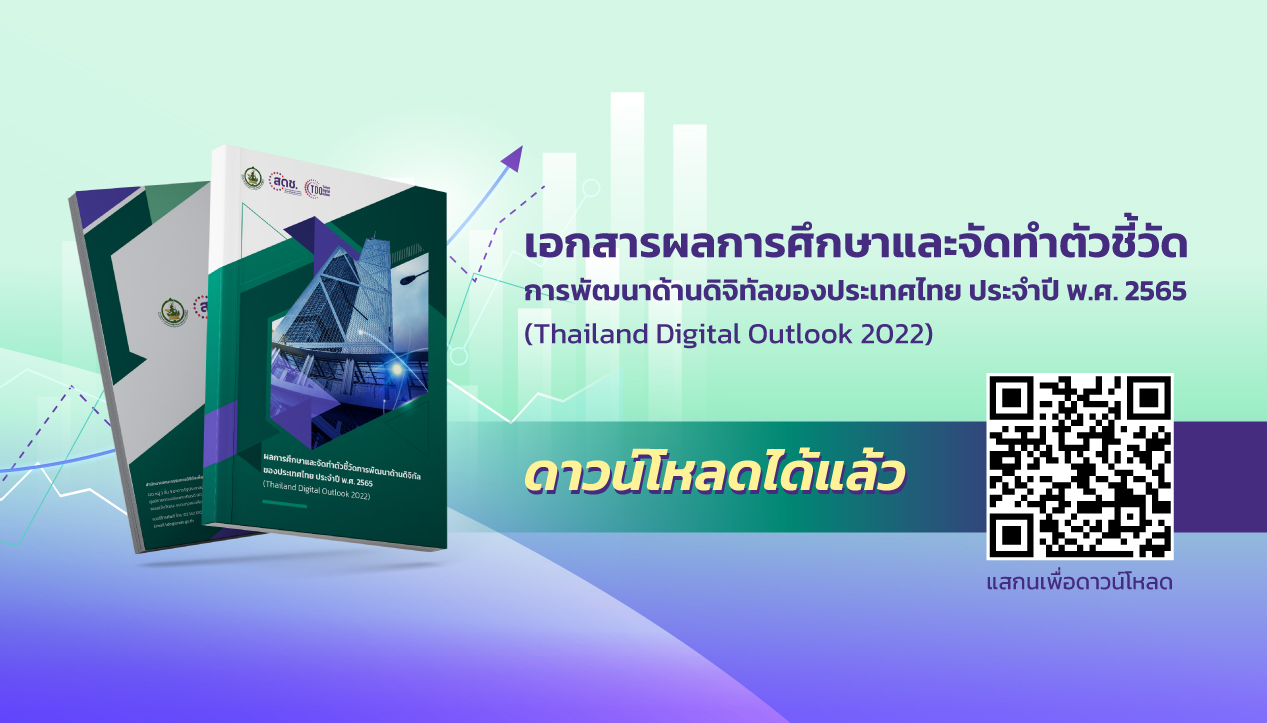 เอกสารผลการศึกษาและจัดทำตัวชี้วัด
การพัฒนาด้านดิจิทัลของประเทศไทย ประจำปี พ.ศ. 2565
(Thailand Digital Outlook 2022)
ดาวน์โหลดได้แล้ว
แสกนเพื่อดาวน์โหลด
สดช.
TDO
ผลการศึกษาและจัดทำตัวชี้วัดการพัฒนาด้านดิจิทัล
ของประเทศไทย ประจำปี พ.ศ. 2565
(Thailand Digital Outlook 2022)